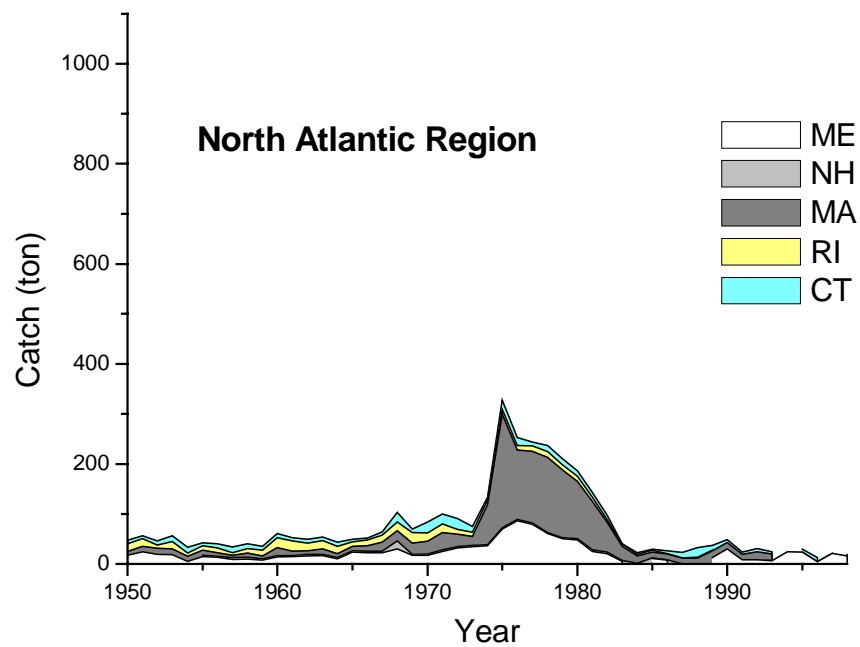 1000
800
600
400
200
0
Catch (ton)
North Atlantic Region
ME
NH
MA
RI
CT
1950 1960 1970 1980 1990
Year